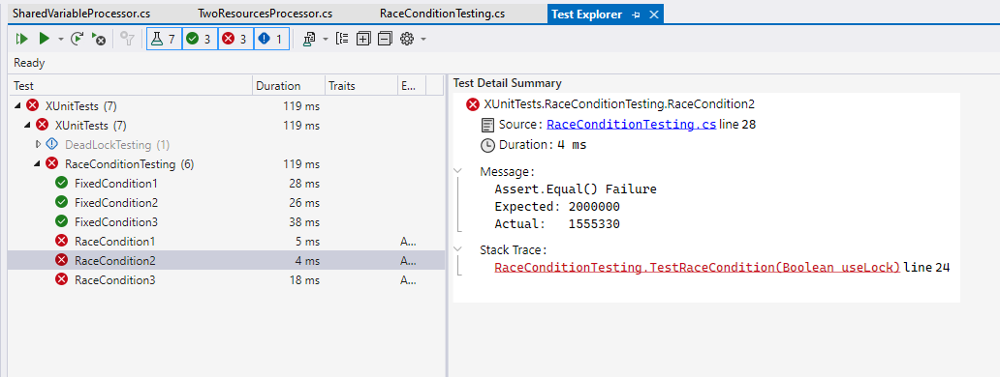 SharedVariableProcessor.cs TwoResourcesProcessor.cs RaceConditionTesting.cs Test Explorer
7 3 3 1
Ready
Test Duration Traits E...
XUnitTests (7) 119 ms
XUnitTests (7) 119 ms
DeadLockTesting (1)
RaceConditionTesting (6) 119 ms
FixedCondition1 28 ms
FixedCondition2 26 ms
FixedCondition3 38 ms
RaceCondition1 5 ms A...
RaceCondition2 4 ms A...
RaceCondition3 18 ms A...
Test Detail Summary
XUnitTests.RaceConditionTesting.RaceCondition2
Source: RaceConditionTesting.cs line 28
Duration: 4 ms
Message:
Assert.Equal() Failure
Expected: 2000000
Actual: 1555330
Stack Trace:
RaceConditionTesting.TestRaceCondition(Boolean useLock) line 24